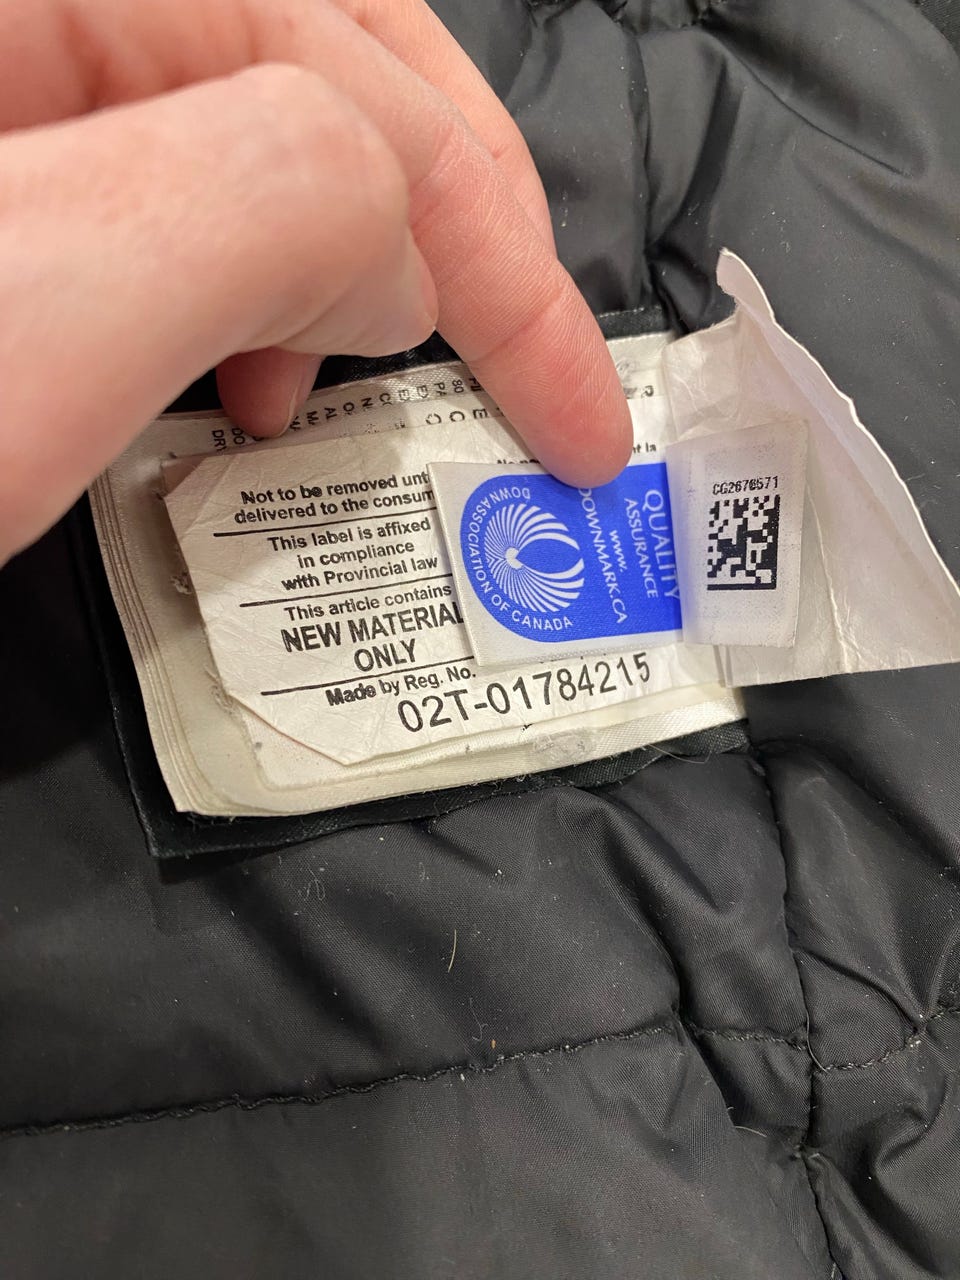 Not to be removed unt
delivered to the consum
This label is affixed
in compliance
with Provincial law
This article contains
NEW MATERIAL
ONLY
Made by Reg. No.
02T-01784215
DOWN ASSOCIATION OF CANADA
QUALITY
ASSURANCE
www.
DOWNMARK.CA
CG2678571